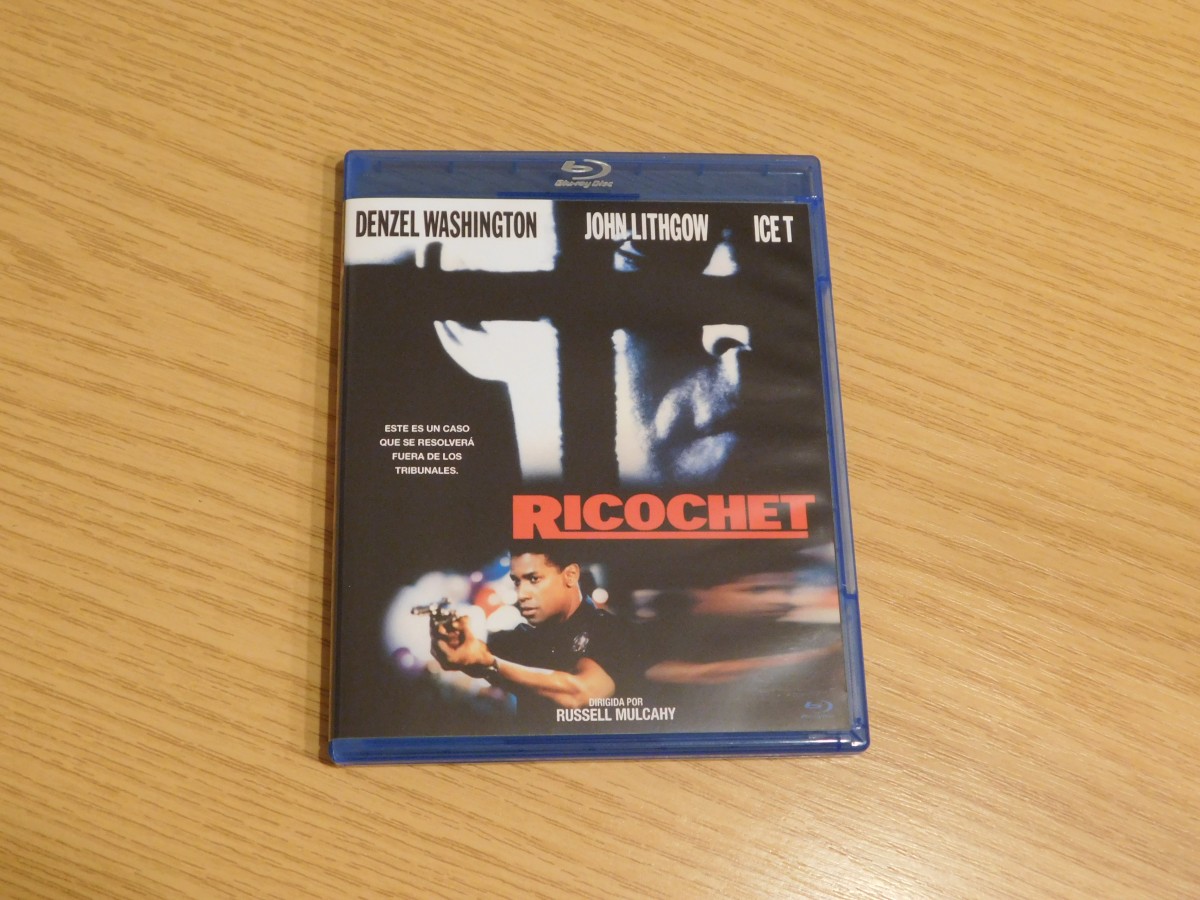 Blu-ray Disc
DENZEL WASHINGTON JOHN LITHGOW ICE T
ESTE ES UN CASO
QUE SE RESOLVERÁ
FUERA DE LOS
TRIBUNALES.
RICOCHET
DIRIGIDA POR
RUSSELL MULCAHY